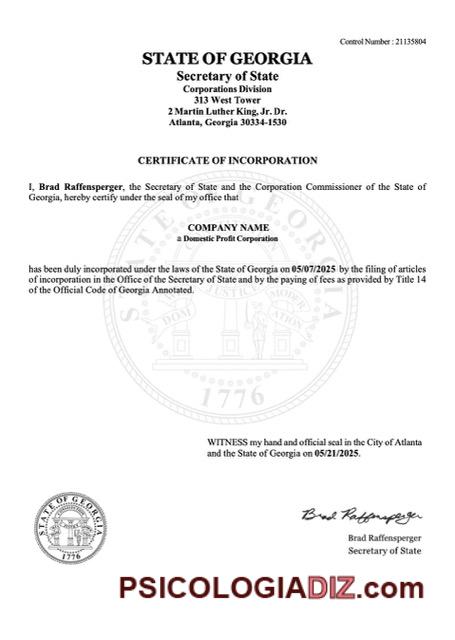 Control Number : 21135804
STATE OF GEORGIA
Secretary of State
Corporations Division
313 West Tower
2 Martin Luther King, Jr. Dr.
Atlanta, Georgia 30334-1530
CERTIFICATE OF INCORPORATION
I, Brad Raffensperger, the Secretary of State and the Corporation Commissioner of the State of
Georgia, hereby certify under the seal of my office that
COMPANY NAME
a Domestic Profit Corporation
has been duly incorporated under the laws of the State of Georgia on 05/07/2025 by the filing of articles
of incorporation in the Office of the Secretary of State and by the paying of fees as provided by Title 14
of the Official Code of Georgia Annotated.
STATE OF GEORGIA
1776
WITNESS my hand and official seal in the City of Atlanta
and the State of Georgia on 05/21/2025.
STATE OF GEORGIA
1776
Brad Raffensperger
Brad Raffensperger
Secretary of State
PSICOLOGIADIZ.com